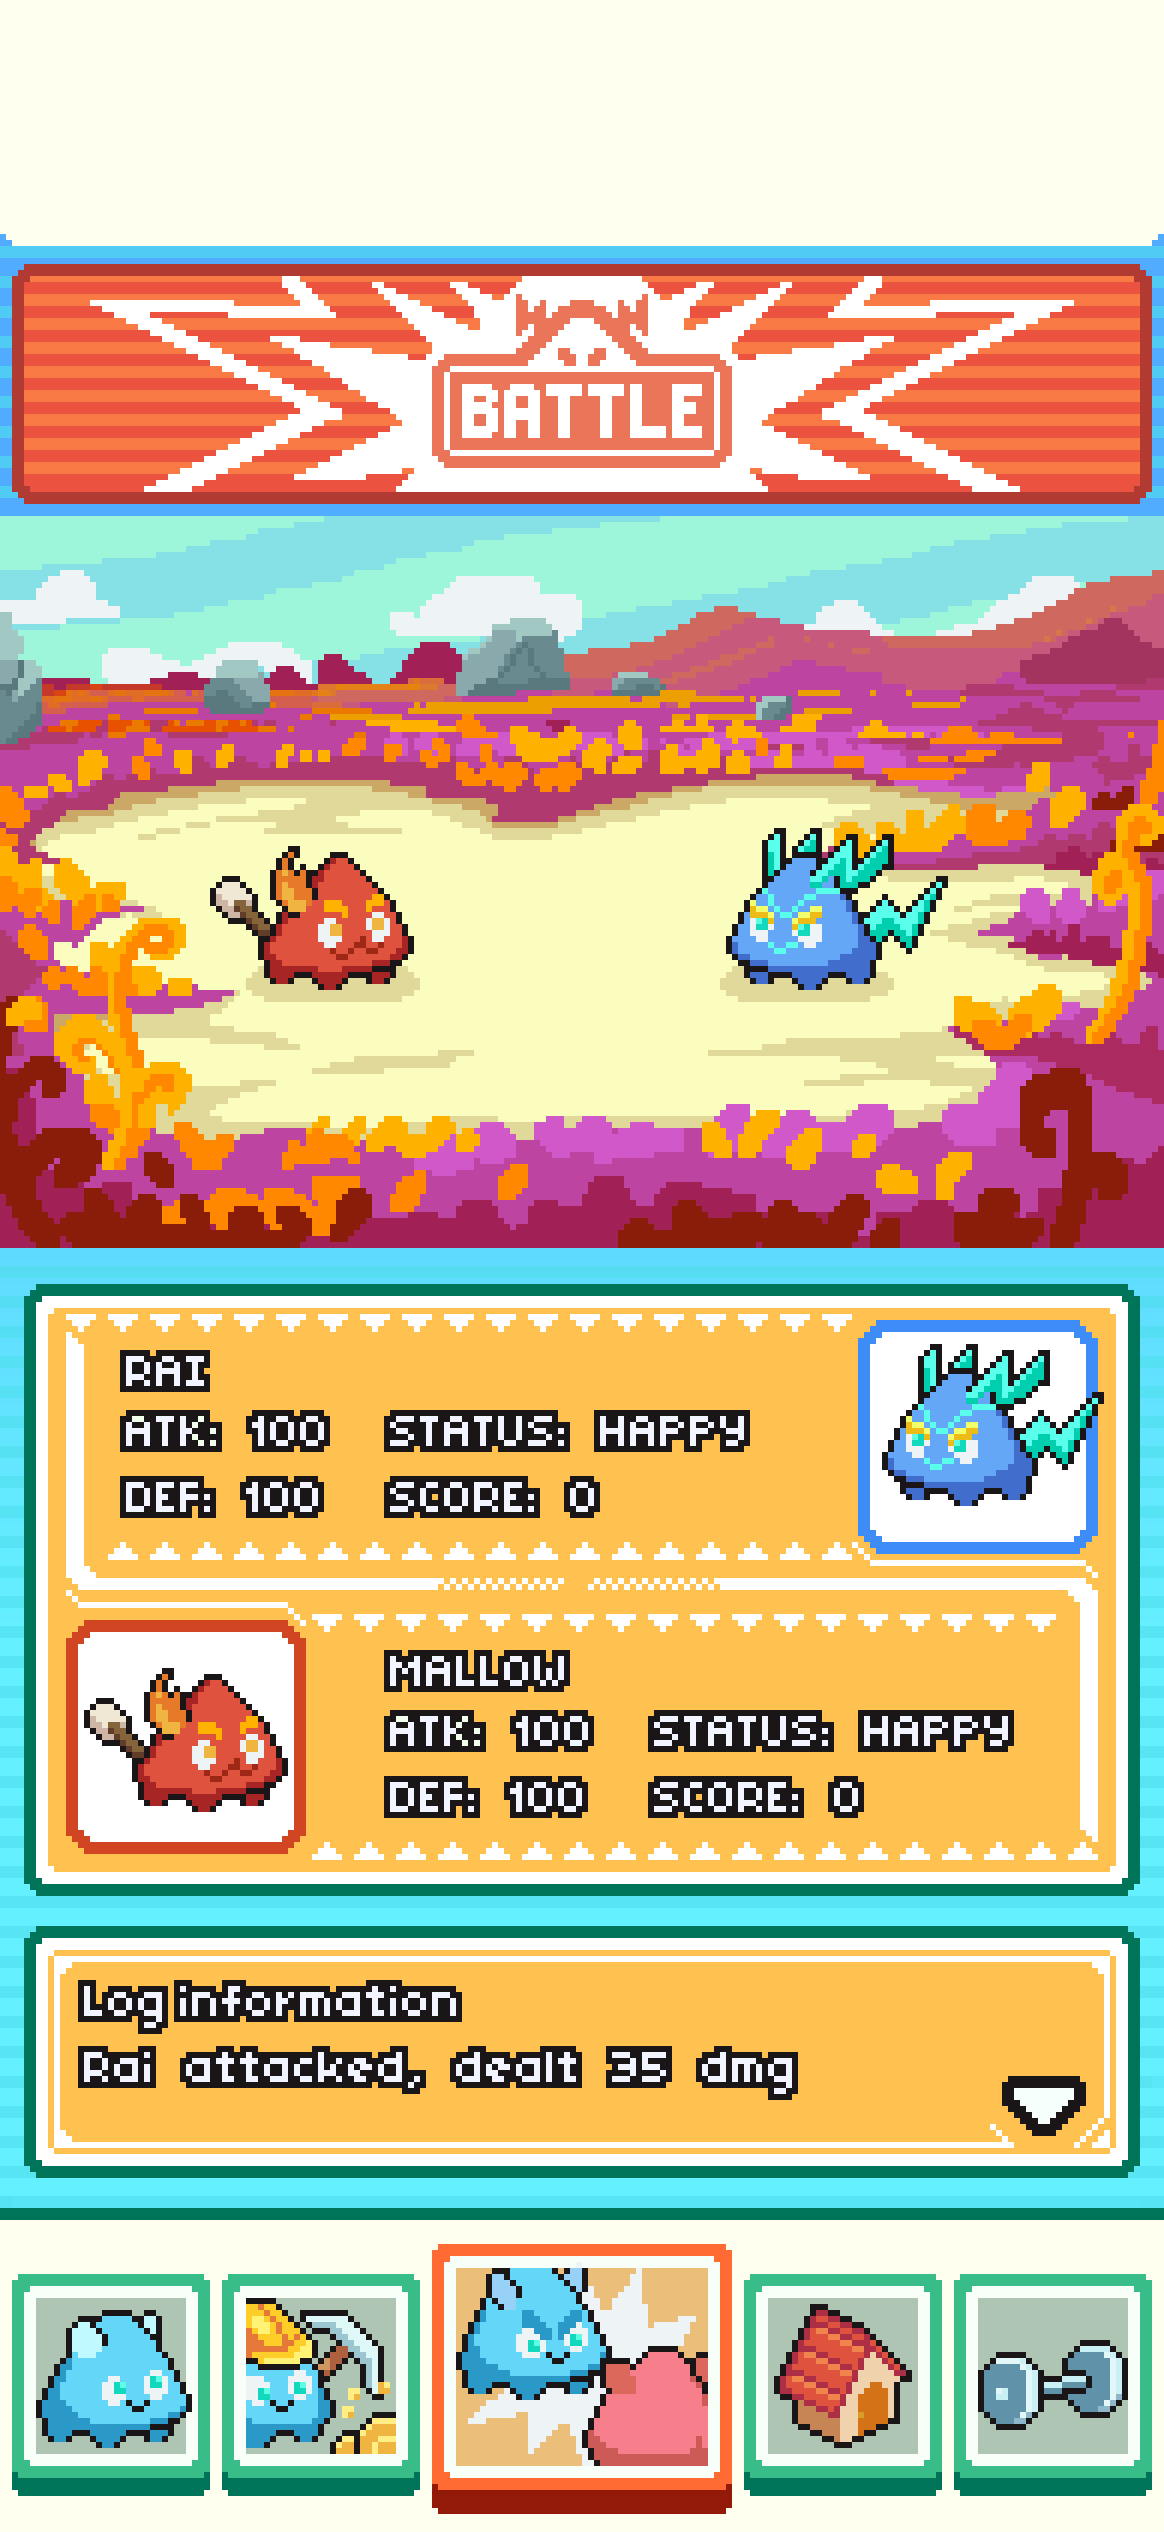 BATTLE
RAI
ATK: 100 STATUS: HAPPY
DEF: 100 SCORE: 0
MALLOW
ATK: 100 STATUS: HAPPY
DEF: 100 SCORE: 0
Log information
Rai attacked, dealt 35 dmg